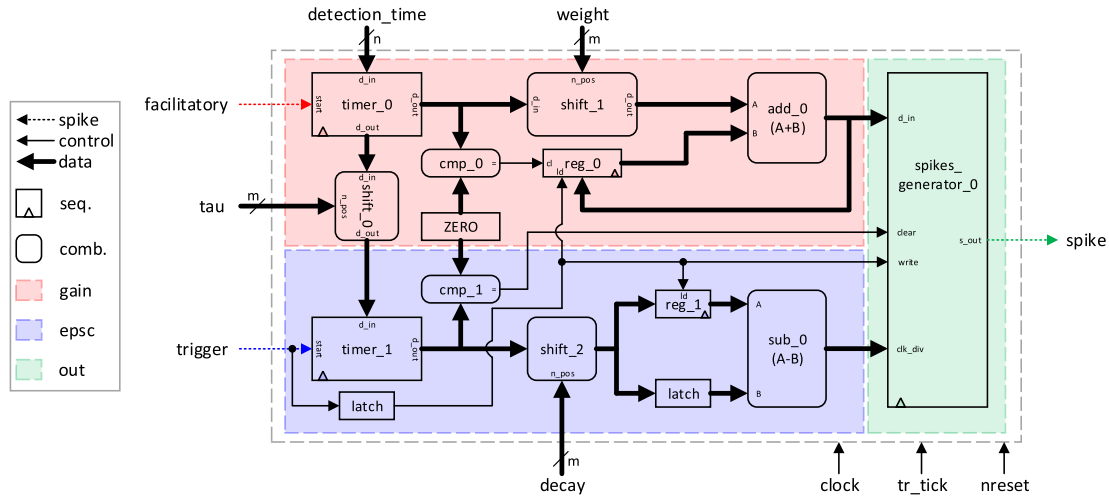 detection_time
n
weight
m
facilitatory
tau
m
trigger
spike
control
data
seq.
comb.
gain
epsc
out
d_in
start
timer_0
d_out
d_out
d_in
n_pos
shift_0
d_out
n_pos
d_in
shift_1
d_out
cmp_0
=
ZERO
cmp_1
=
cl
ld
reg_0
A
B
add_0
(A+B)
d_in
start
timer_1
d_out
latch
shift_2
n_pos
ld
reg_1
latch
A
B
sub_0
(A-B)
d_in
spikes_
generator_0
clear
write
s_out
clk_div
spike
m
decay
clock
tr_tick
nreset